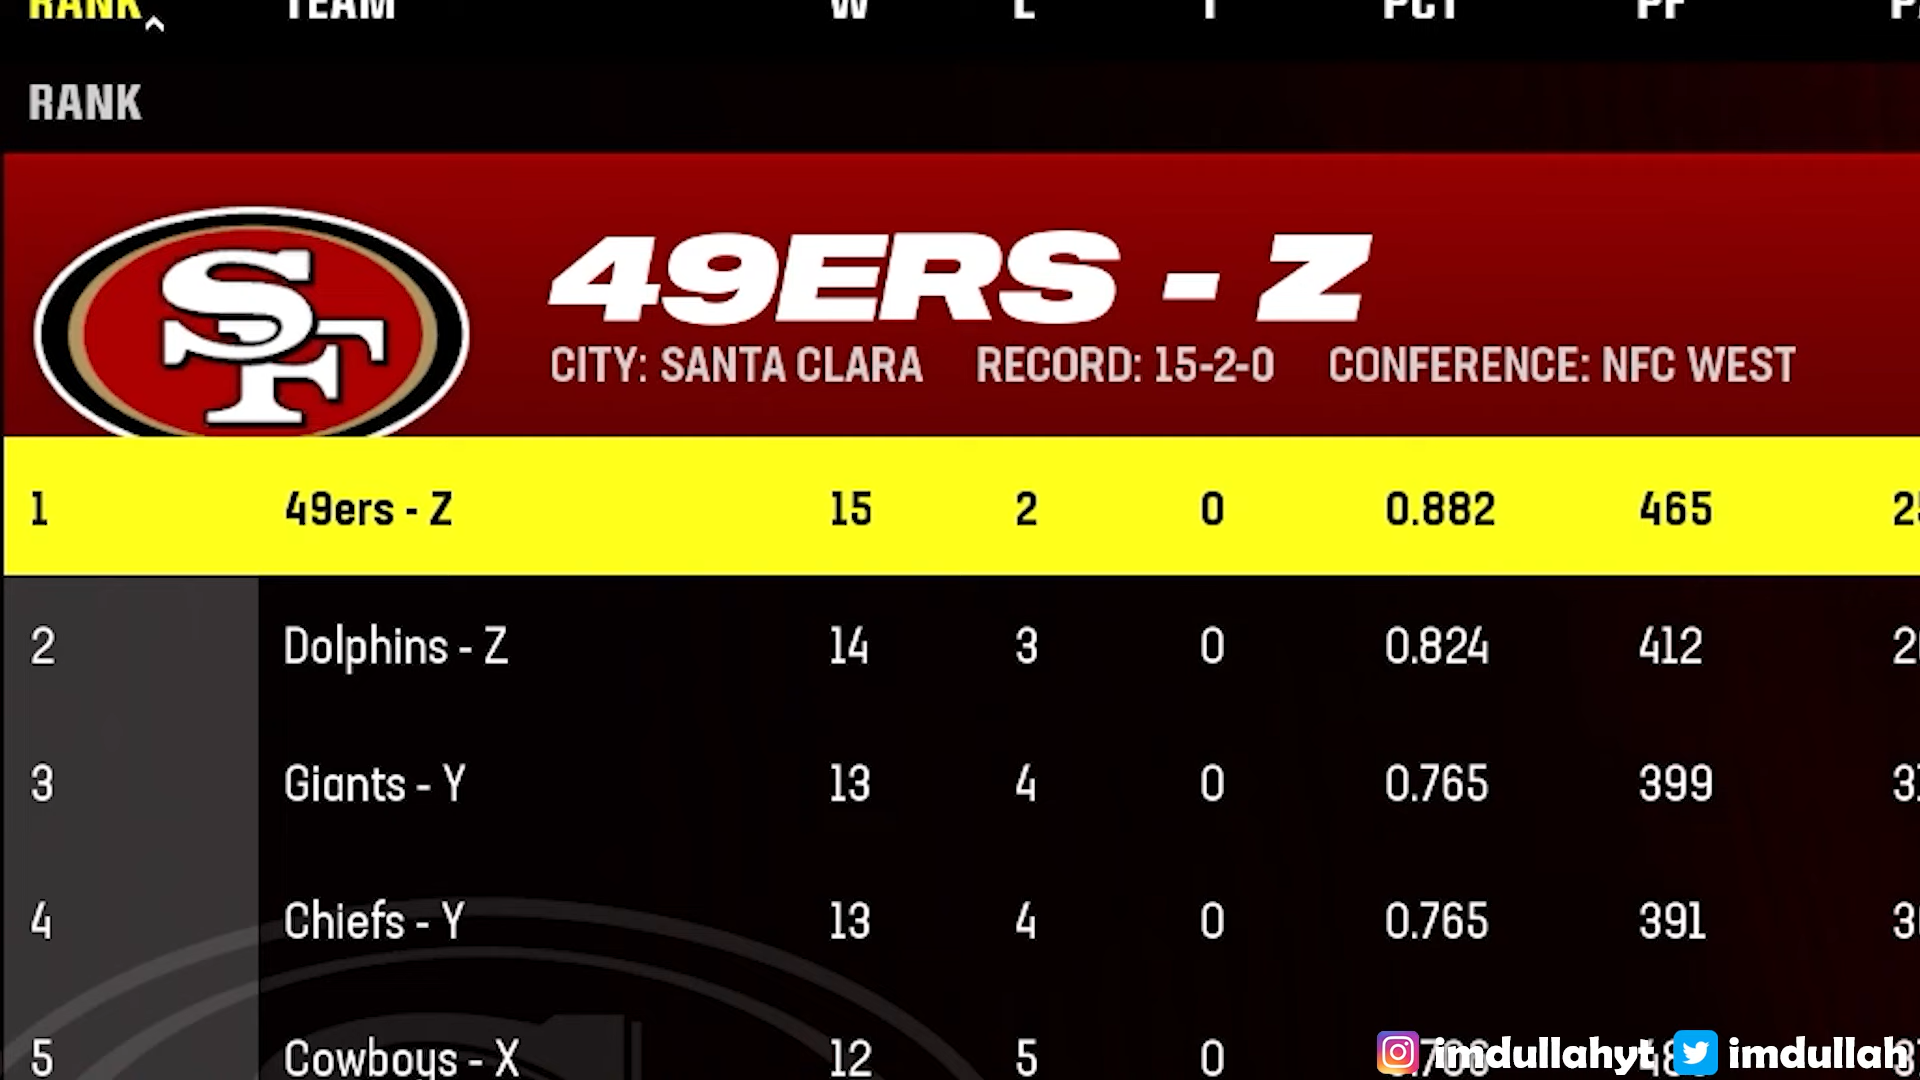 RANK TEAM W L T PCT PF
RANK
SF
49ERS - Z
CITY: SANTA CLARA RECORD: 15-2-0 CONFERENCE: NFC WEST
1 49ers - Z 15 2 0 0.882 465
2 Dolphins - Z 14 3 0 0.824 412
3 Giants - Y 13 4 0 0.765 399
4 Chiefs - Y 13 4 0 0.765 391
5 Cowboys - X 12 5 0
imdullahyt imdullah